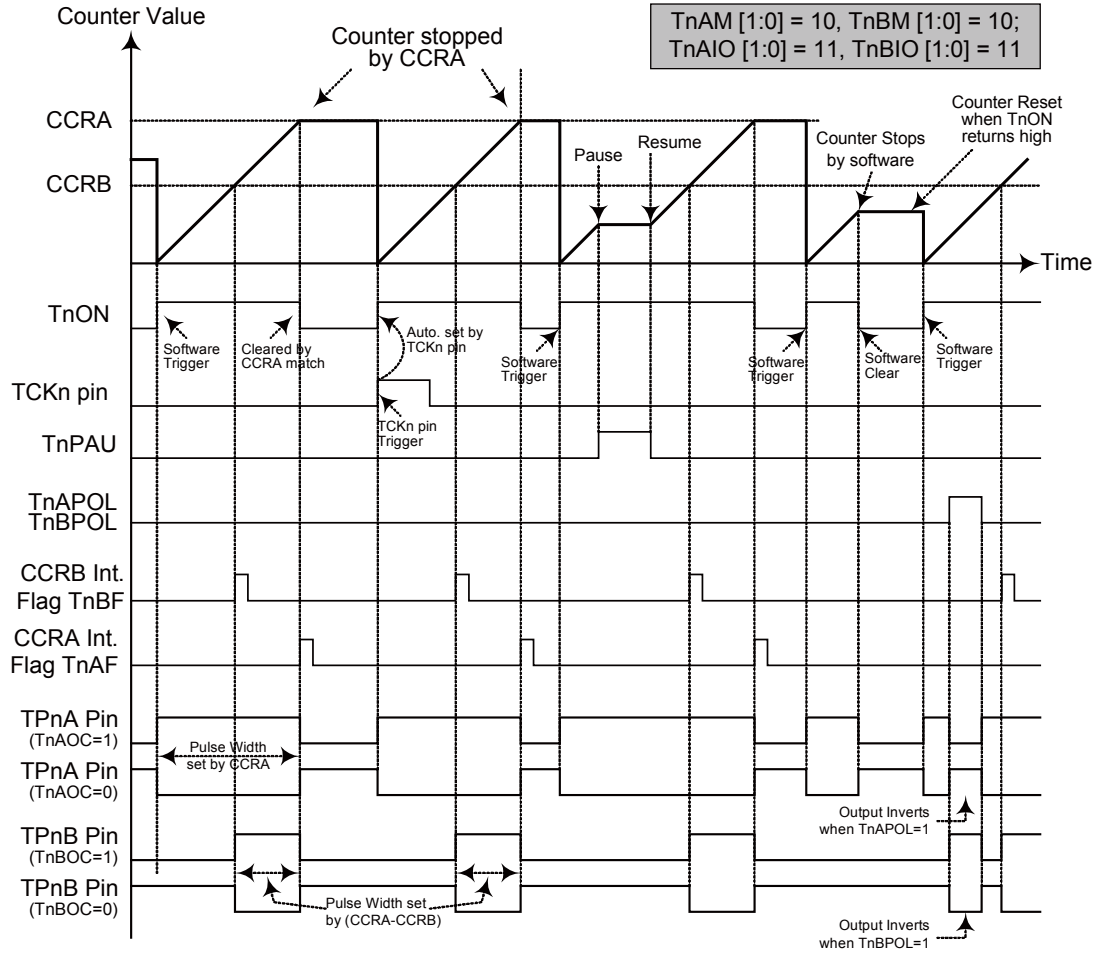 Counter Value
TnAM [1:0] = 10, TnBM [1:0] = 10;
TnAIO [1:0] = 11, TnBIO [1:0] = 11
Counter stopped
by CCRA
CCRA
CCRB
Pause
Resume
Counter Stops
by software
Counter Reset
when TnON
returns high
Time
TnON
Software
Trigger
Cleared by
CCRA match
Auto. set by
TCKn pin
Software
Trigger
Software
Trigger
Software
Clear
Software
Trigger
TCKn pin
TCKn pin
Trigger
TnPAU
TnAPOL
TnBPOL
CCRB Int.
Flag TnBF
CCRA Int.
Flag TnAF
TPnA Pin
(TnAOC=1)
Pulse Width
set by CCRA
TPnA Pin
(TnAOC=0)
Output Inverts
when TnAPOL=1
TPnB Pin
(TnBOC=1)
TPnB Pin
(TnBOC=0)
Pulse Width set
by (CCRA-CCRB)
Output Inverts
when TnBPOL=1